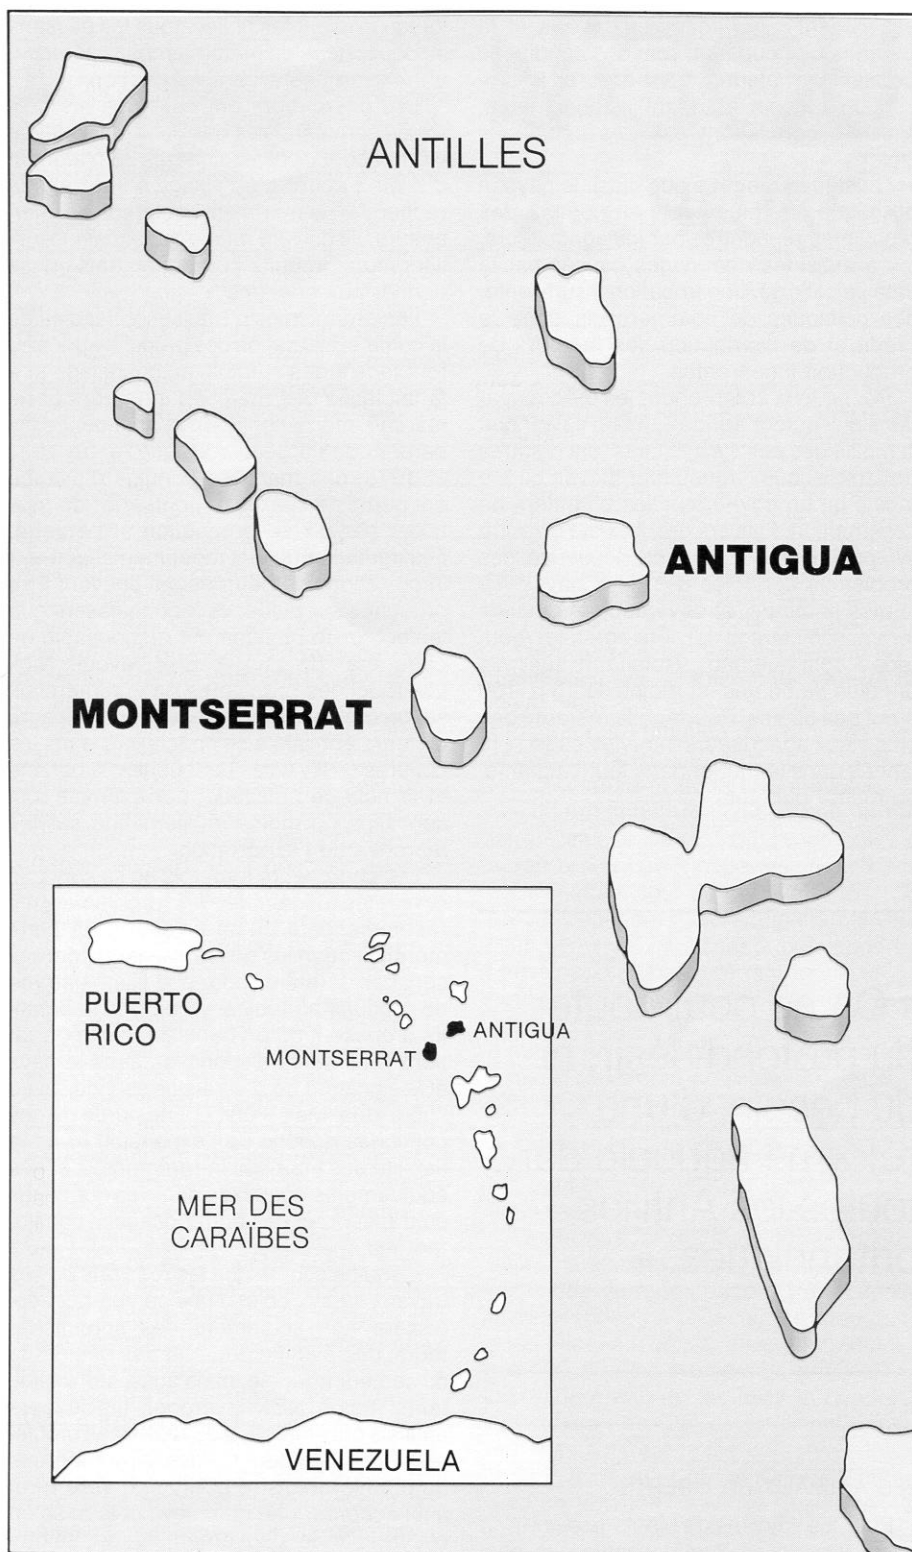 ANTILLES
ANTIGUA
MONTSERRAT
PUERTO
RICO
ANTIGUA
MONTSERRAT
MER DES
CARAÏBES
VENEZUELA